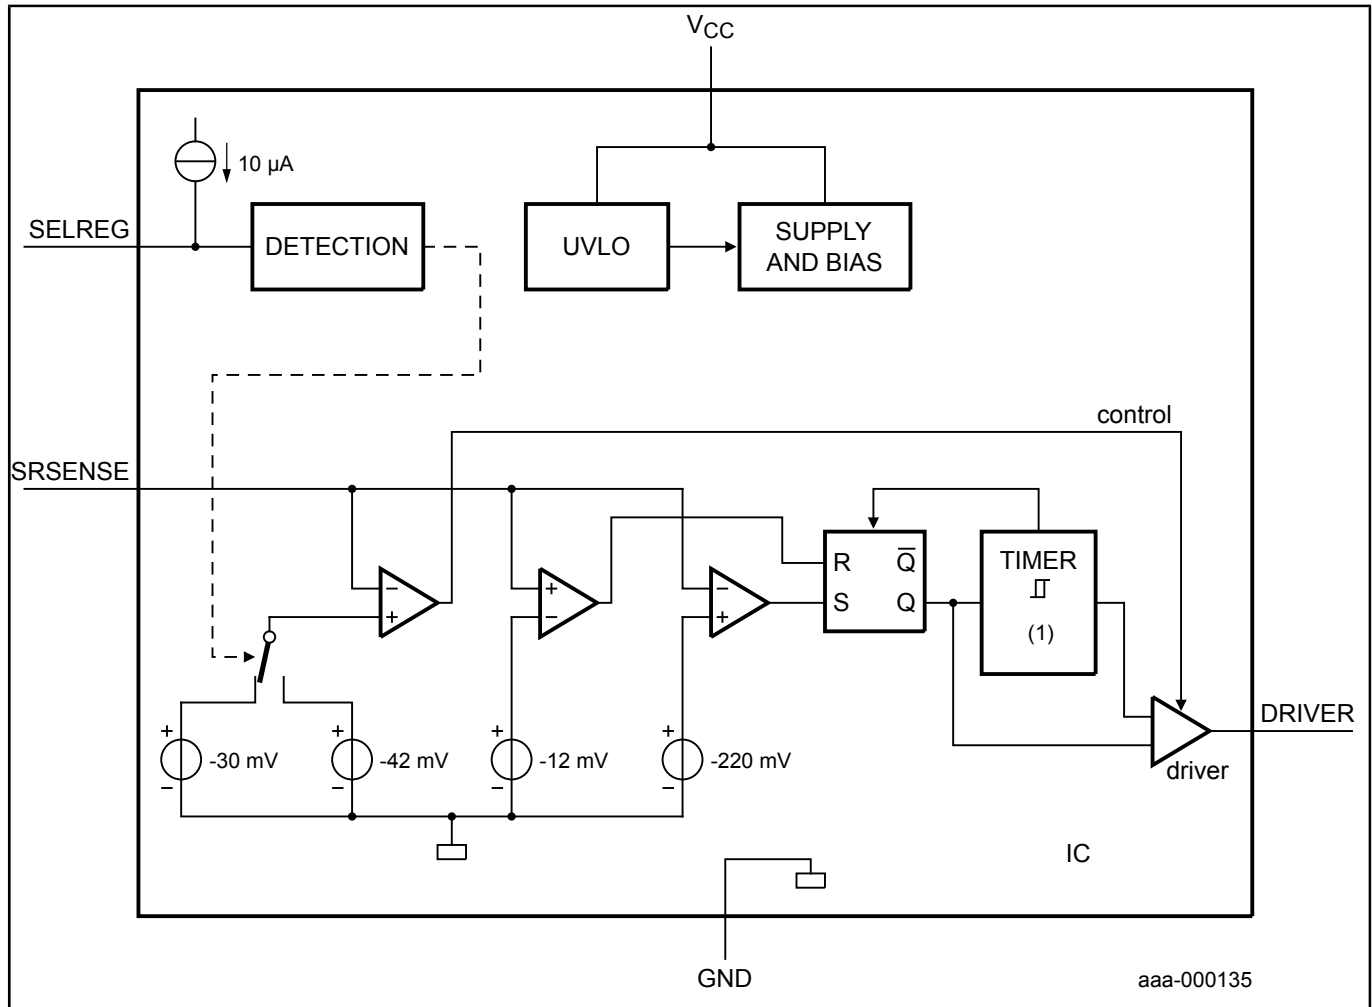 VCC
10 µA
SELREG
DETECTION
UVLO
SUPPLY
AND BIAS
control
SRSENSE
R
Q̅
S
Q
TIMER
(1)
−
+
+
−
−
+
DRIVER
driver
+
-30 mV
−
+
-42 mV
−
+
-12 mV
−
+
-220 mV
−
IC
GND
aaa-000135